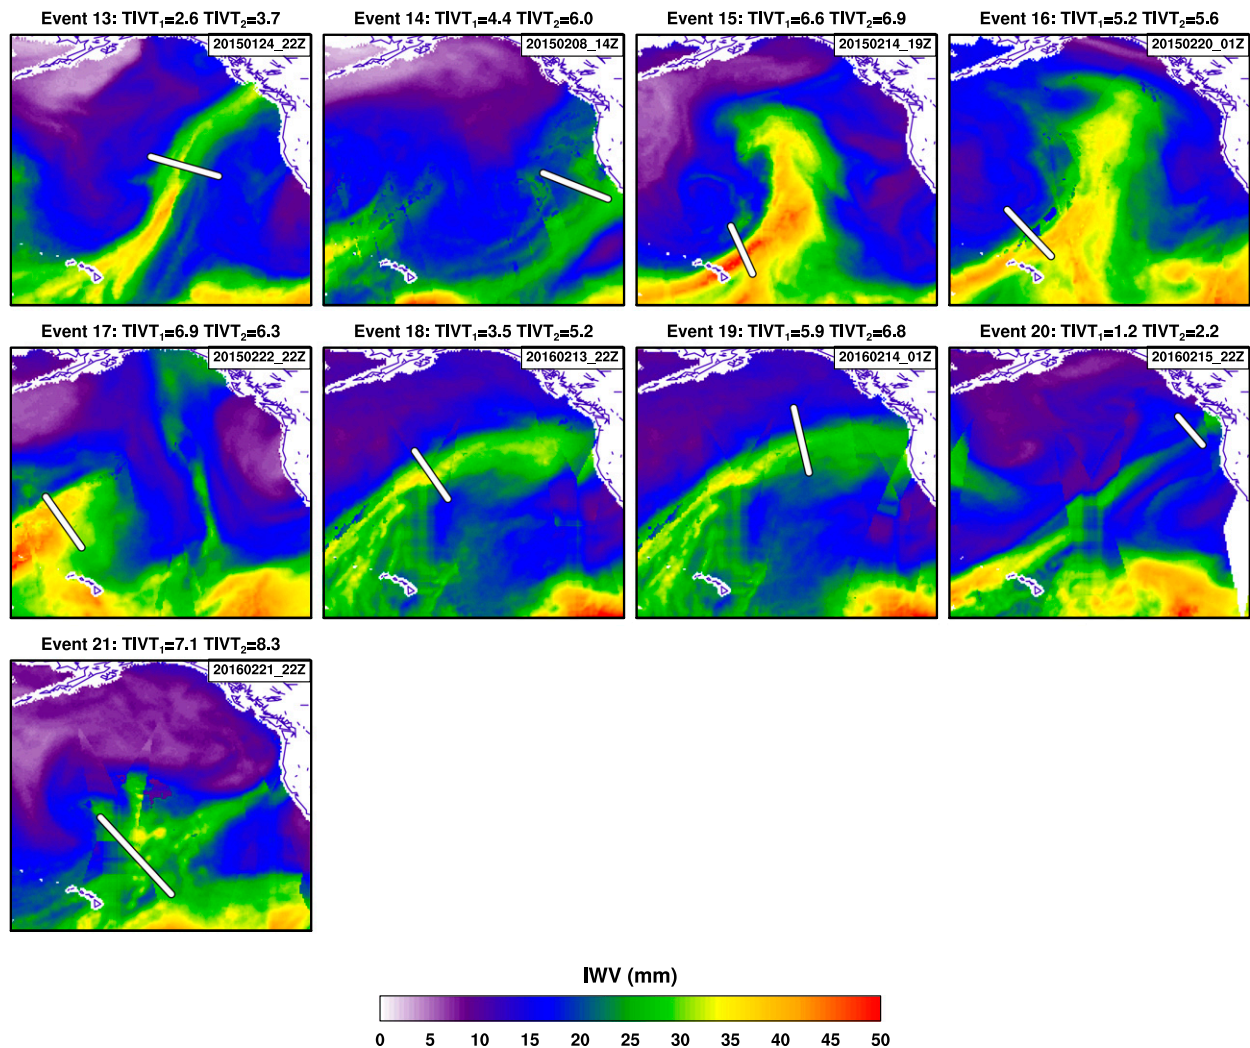 Event 13: TIVT₁=2.6 TIVT₂=3.7
20150124_22Z
Event 14: TIVT₁=4.4 TIVT₂=6.0
20150208_14Z
Event 15: TIVT₁=6.6 TIVT₂=6.9
20150214_19Z
Event 16: TIVT₁=5.2 TIVT₂=5.6
20150220_01Z
Event 17: TIVT₁=6.9 TIVT₂=6.3
20150222_22Z
Event 18: TIVT₁=3.5 TIVT₂=5.2
20160213_22Z
Event 19: TIVT₁=5.9 TIVT₂=6.8
20160214_01Z
Event 20: TIVT₁=1.2 TIVT₂=2.2
20160215_22Z
Event 21: TIVT₁=7.1 TIVT₂=8.3
20160221_22Z
IWV (mm)
0 5 10 15 20 25 30 35 40 45 50